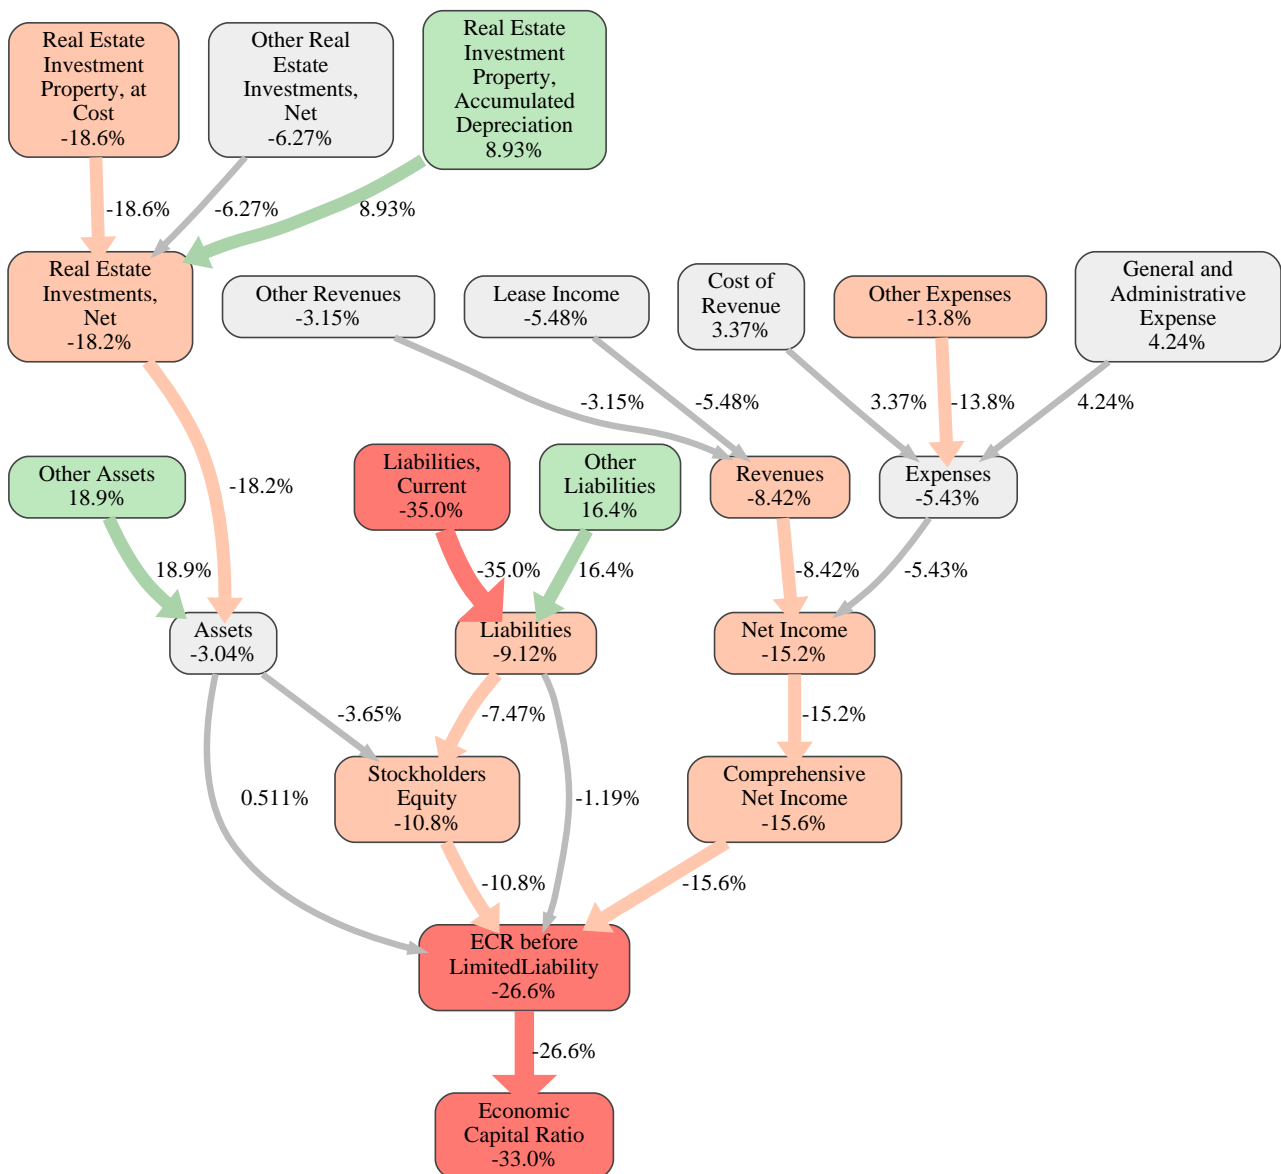 Real Estate
Investment
Property, at
Cost
-18.6%
Other Real
Estate
Investments,
Net
-6.27%
Real Estate
Investment
Property,
Accumulated
Depreciation
8.93%
-18.6%
-6.27%
8.93%
Real Estate
Investments,
Net
-18.2%
Other Revenues
-3.15%
Lease Income
-5.48%
Cost of
Revenue
3.37%
Other Expenses
-13.8%
General and
Administrative
Expense
4.24%
-3.15%
-5.48%
3.37%
-13.8%
4.24%
Other Assets
18.9%
-18.2%
Liabilities,
Current
-35.0%
Other
Liabilities
16.4%
Revenues
-8.42%
Expenses
-5.43%
18.9%
-35.0%
16.4%
-8.42%
-5.43%
Assets
-3.04%
Liabilities
-9.12%
Net Income
-15.2%
-3.65%
-7.47%
-15.2%
0.511%
Stockholders
Equity
-10.8%
-1.19%
Comprehensive
Net Income
-15.6%
-10.8%
-15.6%
ECR before
LimitedLiability
-26.6%
-26.6%
Economic
Capital Ratio
-33.0%